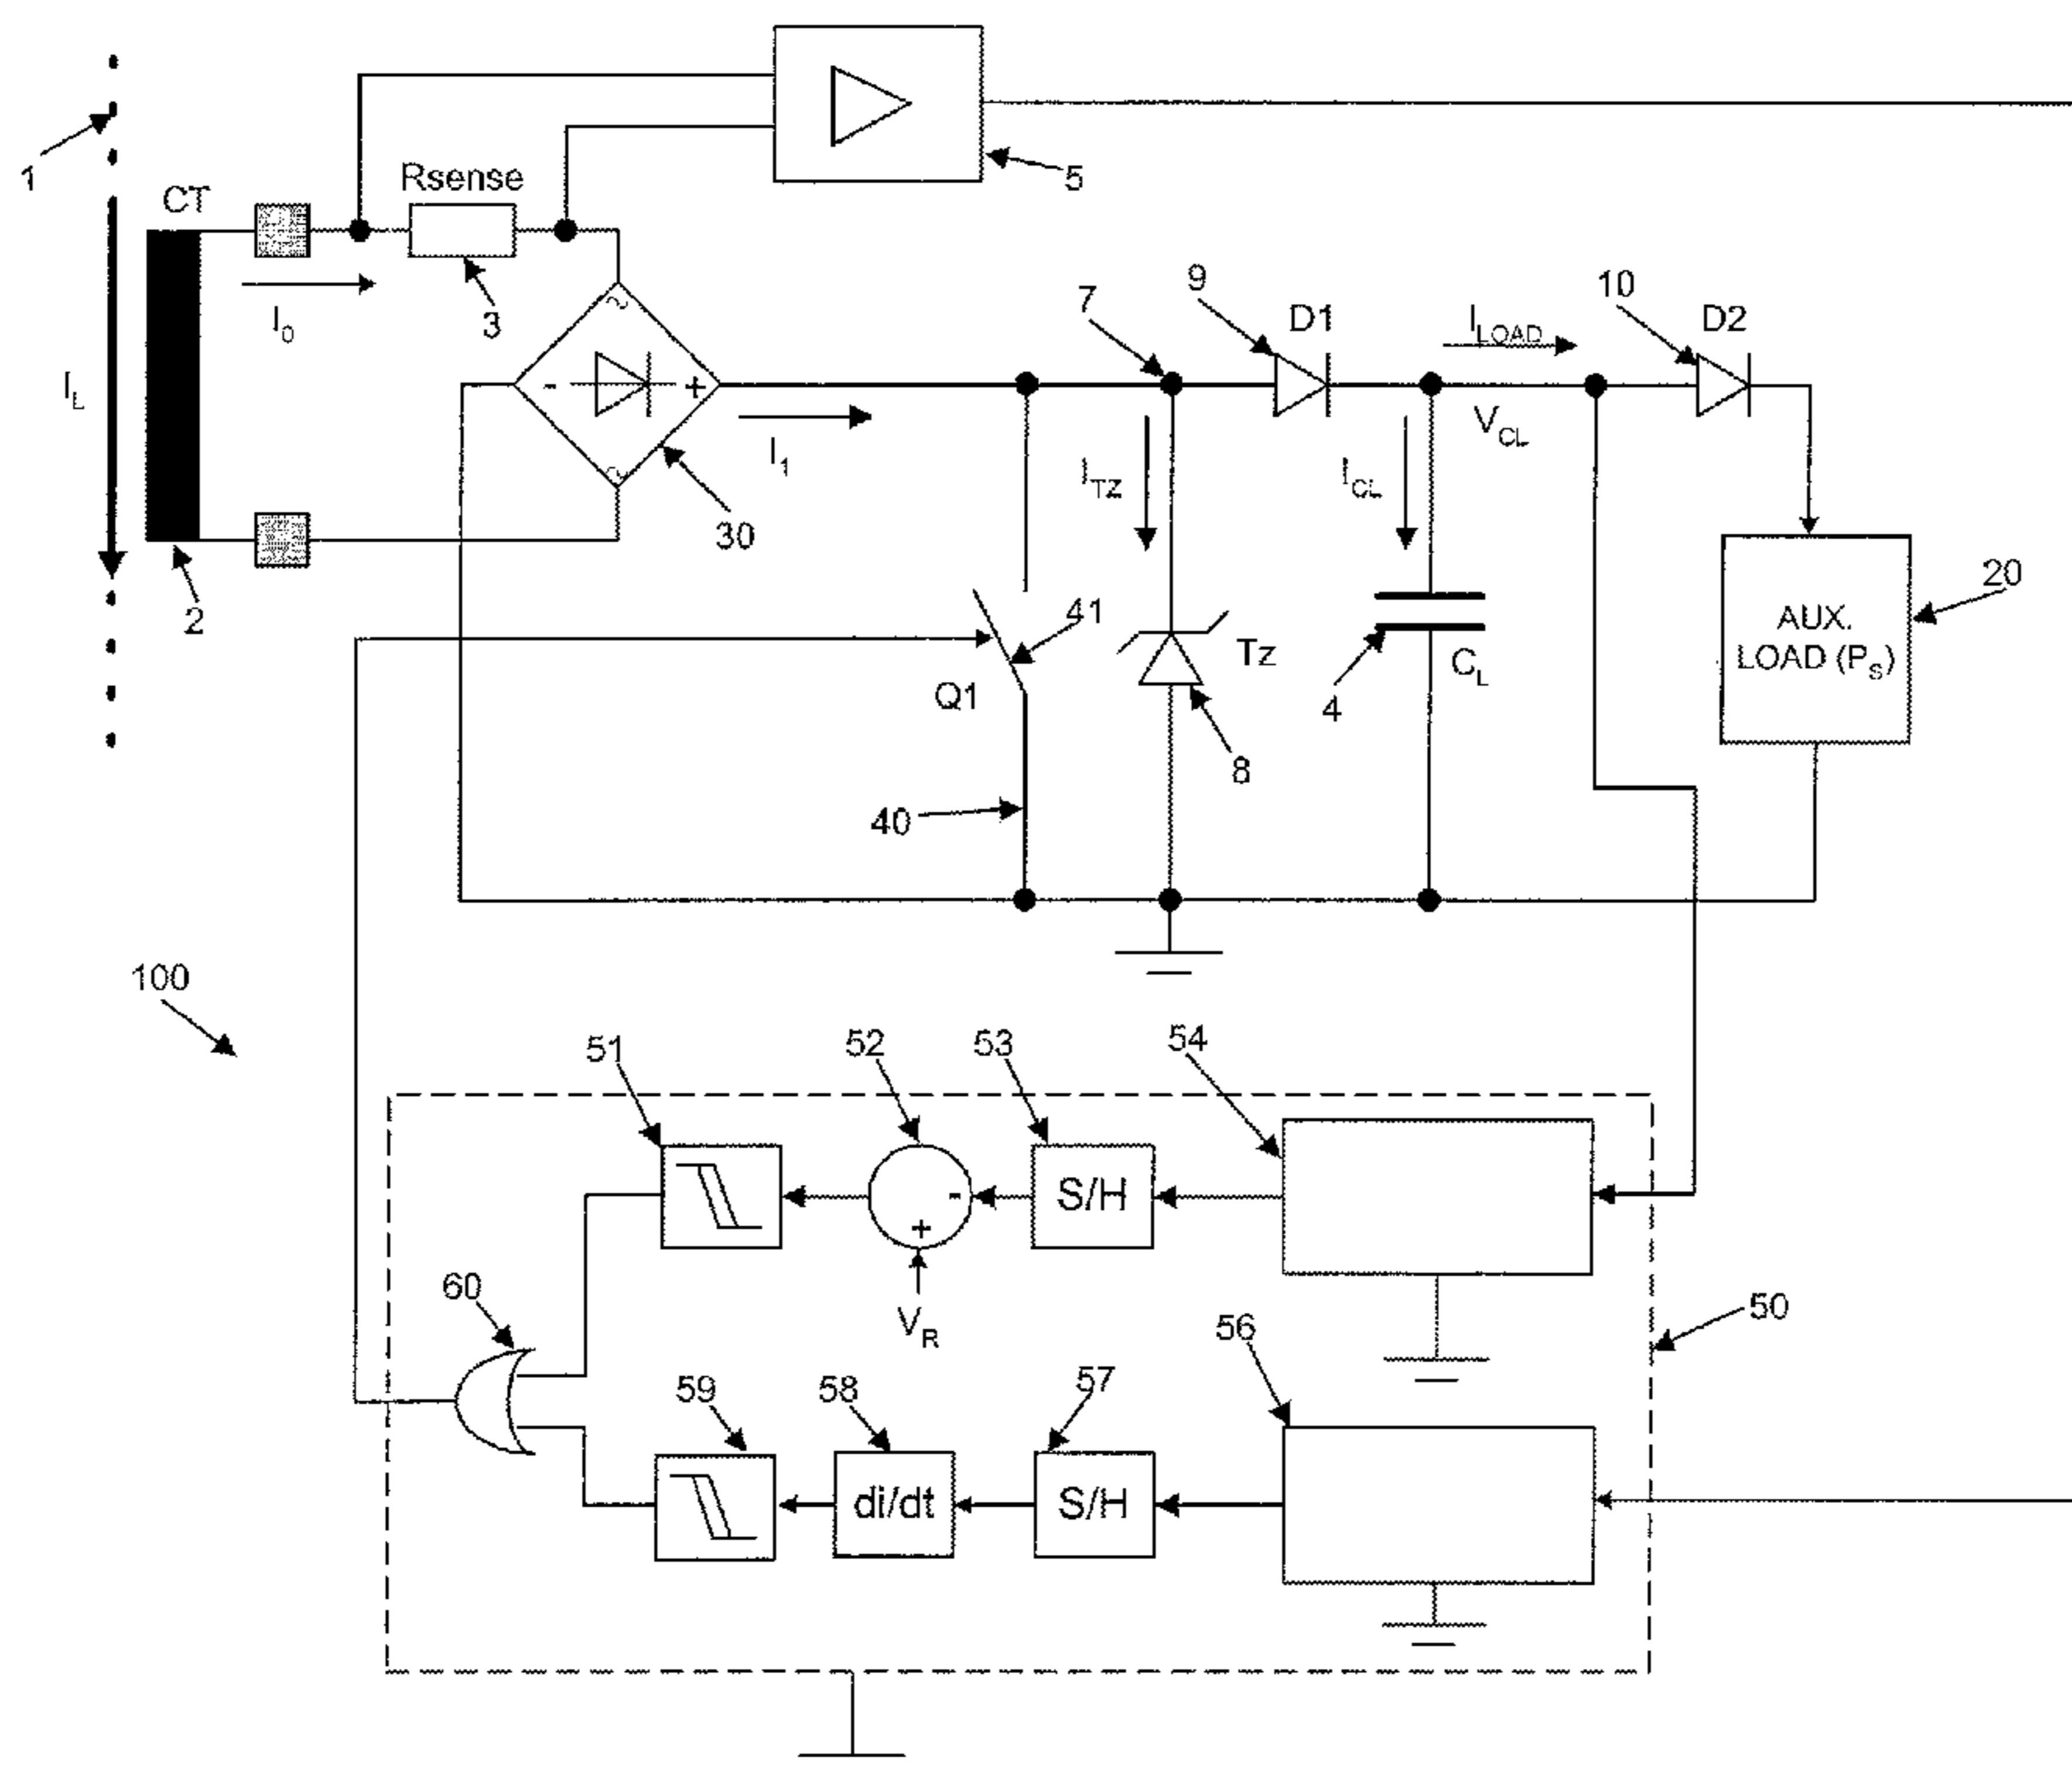 1
CT
Rsense
5
I0
3
IL
2
- +
~
~
I1
30
7
9
D1
ILOAD
10
D2
VCL
ITZ
ICL
41
Q1
TZ
8
4
CL
20
AUX.
LOAD (PS)
40
100
51
52
53
54
-
+
S/H
VR
60
50
56
59
58
57
di/dt
S/H